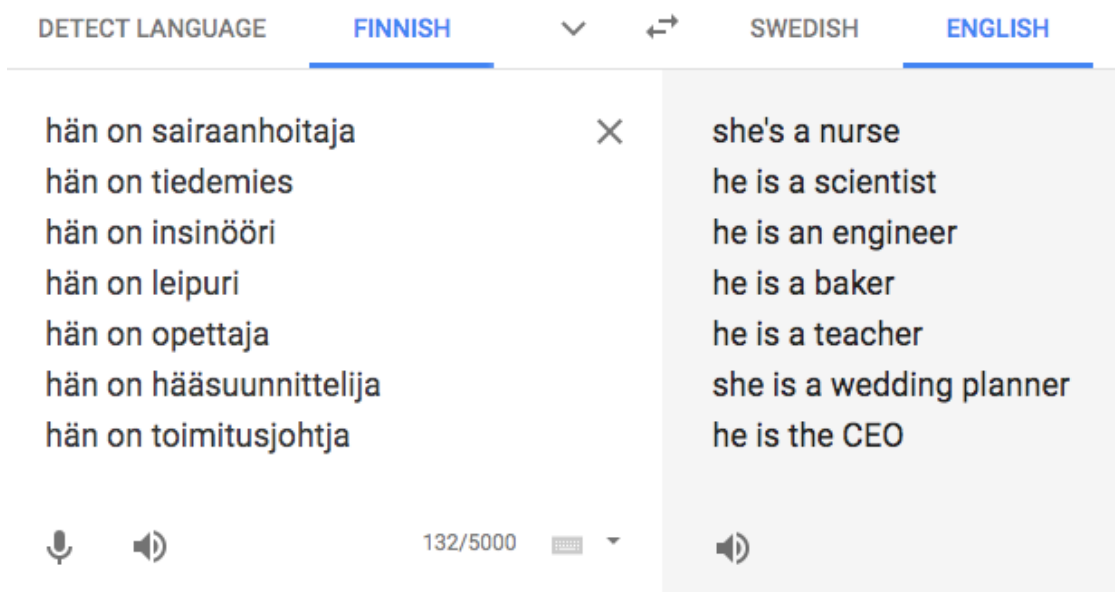 DETECT LANGUAGE FINNISH SWEDISH ENGLISH
hän on sairaanhoitaja
hän on tiedemies
hän on insinööri
hän on leipuri
hän on opettaja
hän on hääsuunnittelija
hän on toimitusjohtja
132/5000
she's a nurse
he is a scientist
he is an engineer
he is a baker
he is a teacher
she is a wedding planner
he is the CEO